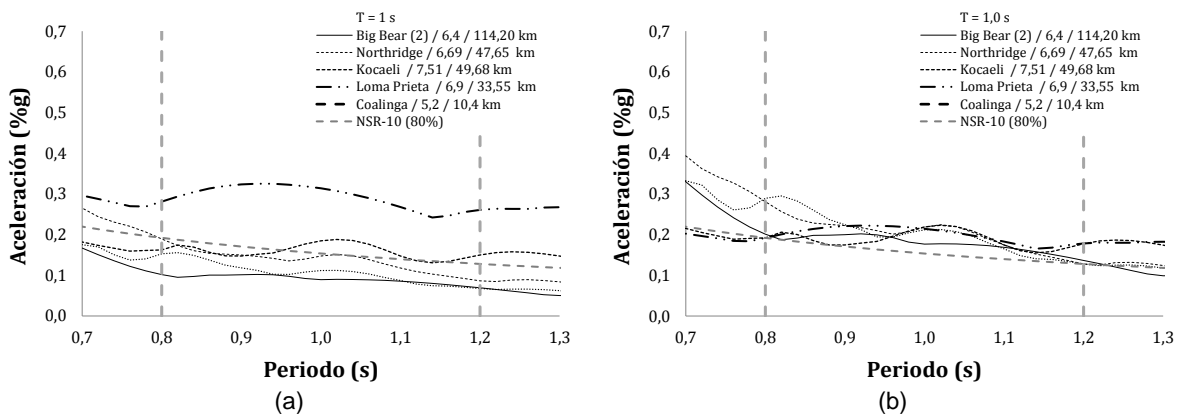 T = 1 s
Big Bear (2) / 6,4 / 114,20 km
Northridge / 6,69 / 47,65 km
Kocaeli / 7,51 / 49,68 km
Loma Prieta / 6,9 / 33,55 km
Coalinga / 5,2 / 10,4 km
NSR-10 (80%)
Aceleración (%g)
0,7
0,6
0,5
0,4
0,3
0,2
0,1
0,0
0,7 0,8 0,9 1,0 1,1 1,2 1,3
Periodo (s)
(a)
T = 1,0 s
Big Bear (2) / 6,4 / 114,20 km
Northridge / 6,69 / 47,65 km
Kocaeli / 7,51 / 49,68 km
Loma Prieta / 6,9 / 33,55 km
Coalinga / 5,2 / 10,4 km
NSR-10 (80%)
Aceleración (%g)
0,7
0,6
0,5
0,4
0,3
0,2
0,1
0,0
0,7 0,8 0,9 1,0 1,1 1,2 1,3
Periodo (s)
(b)